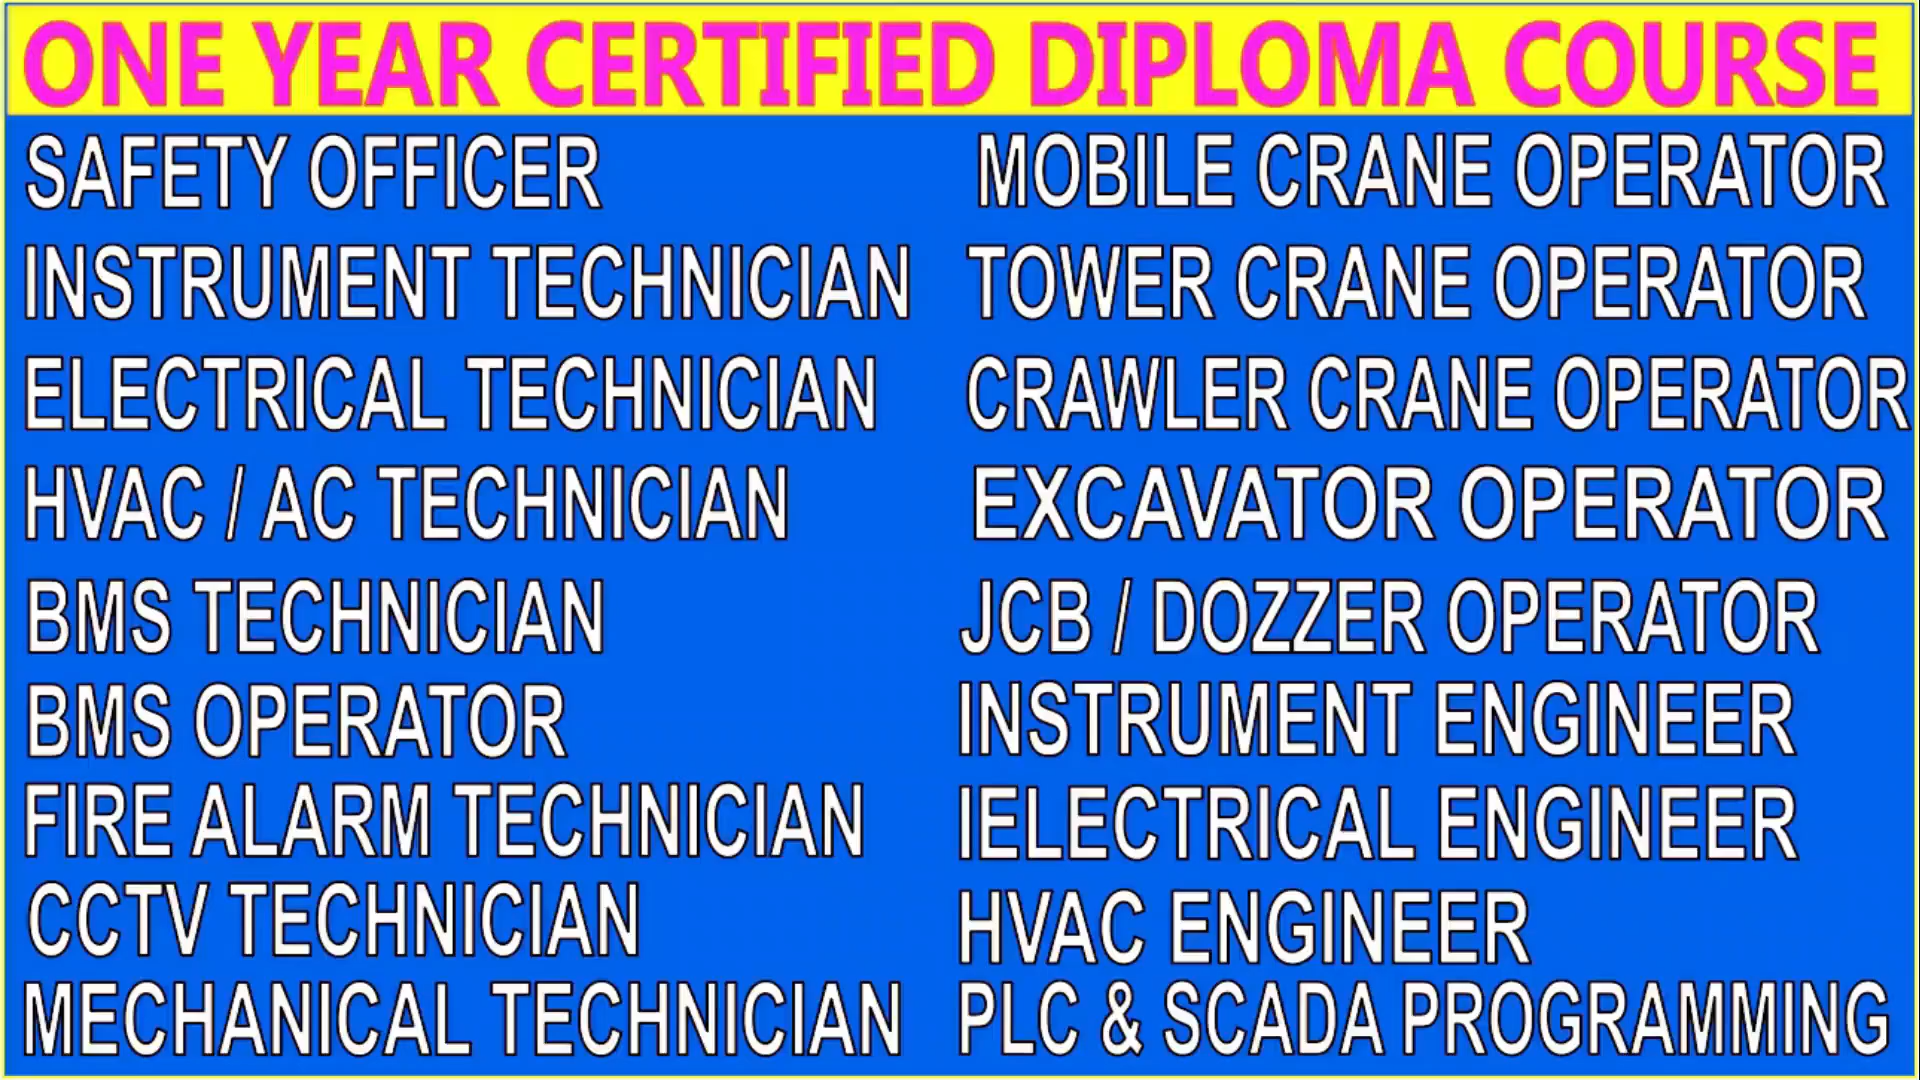 ONE YEAR CERTIFIED DIPLOMA COURSE
SAFETY OFFICER
INSTRUMENT TECHNICIAN
ELECTRICAL TECHNICIAN
HVAC / AC TECHNICIAN
BMS TECHNICIAN
BMS OPERATOR
FIRE ALARM TECHNICIAN
CCTV TECHNICIAN
MECHANICAL TECHNICIAN
MOBILE CRANE OPERATOR
TOWER CRANE OPERATOR
CRAWLER CRANE OPERATOR
EXCAVATOR OPERATOR
JCB / DOZZER OPERATOR
INSTRUMENT ENGINEER
IELECTRICAL ENGINEER
HVAC ENGINEER
PLC & SCADA PROGRAMMING